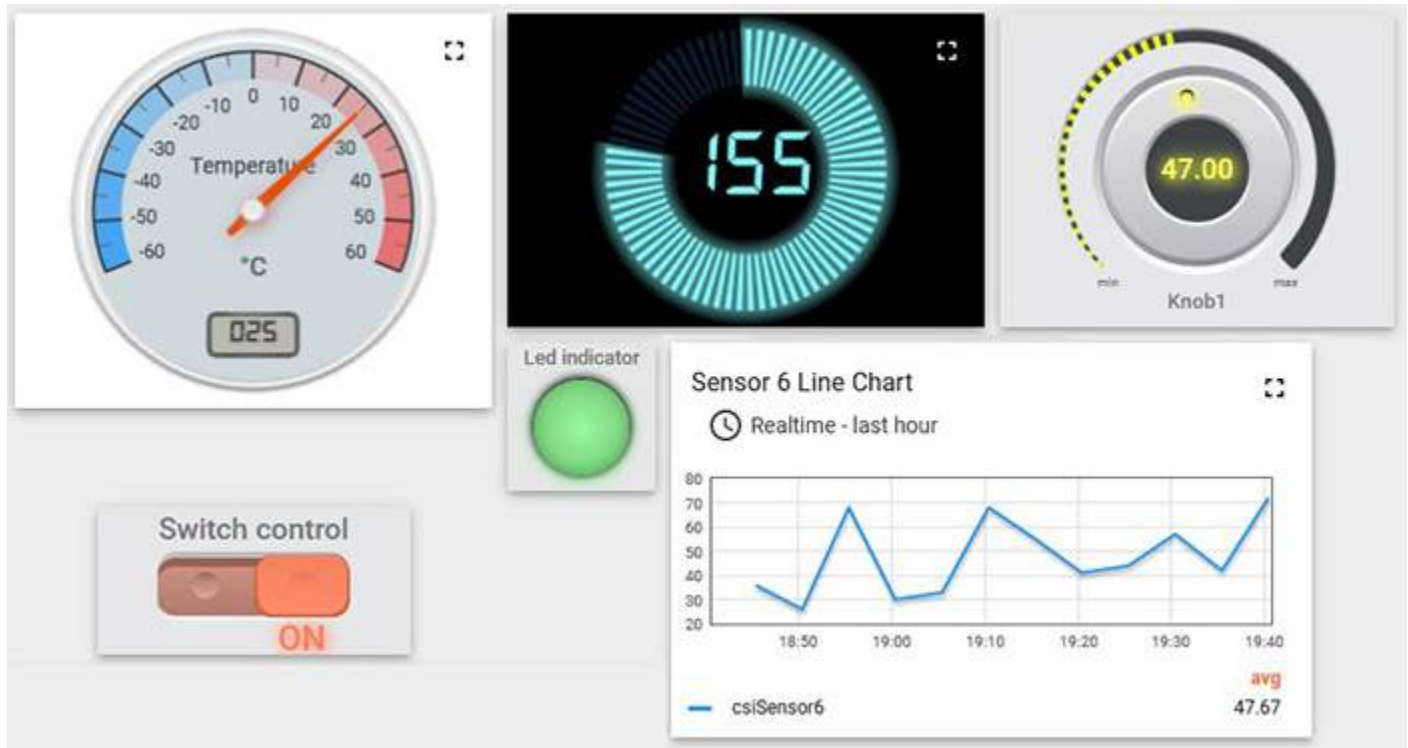 0
-10 10
-20 20
-30 30
Temperature
-40 40
-50 50
-60 60
°C
025
155
47.00
min max
Knob1
Led indicator
Switch control
ON
Sensor 6 Line Chart
Realtime - last hour
80
70
60
50
40
30
20
18:50 19:00 19:10 19:20 19:30 19:40
avg
csiSensor6 47.67